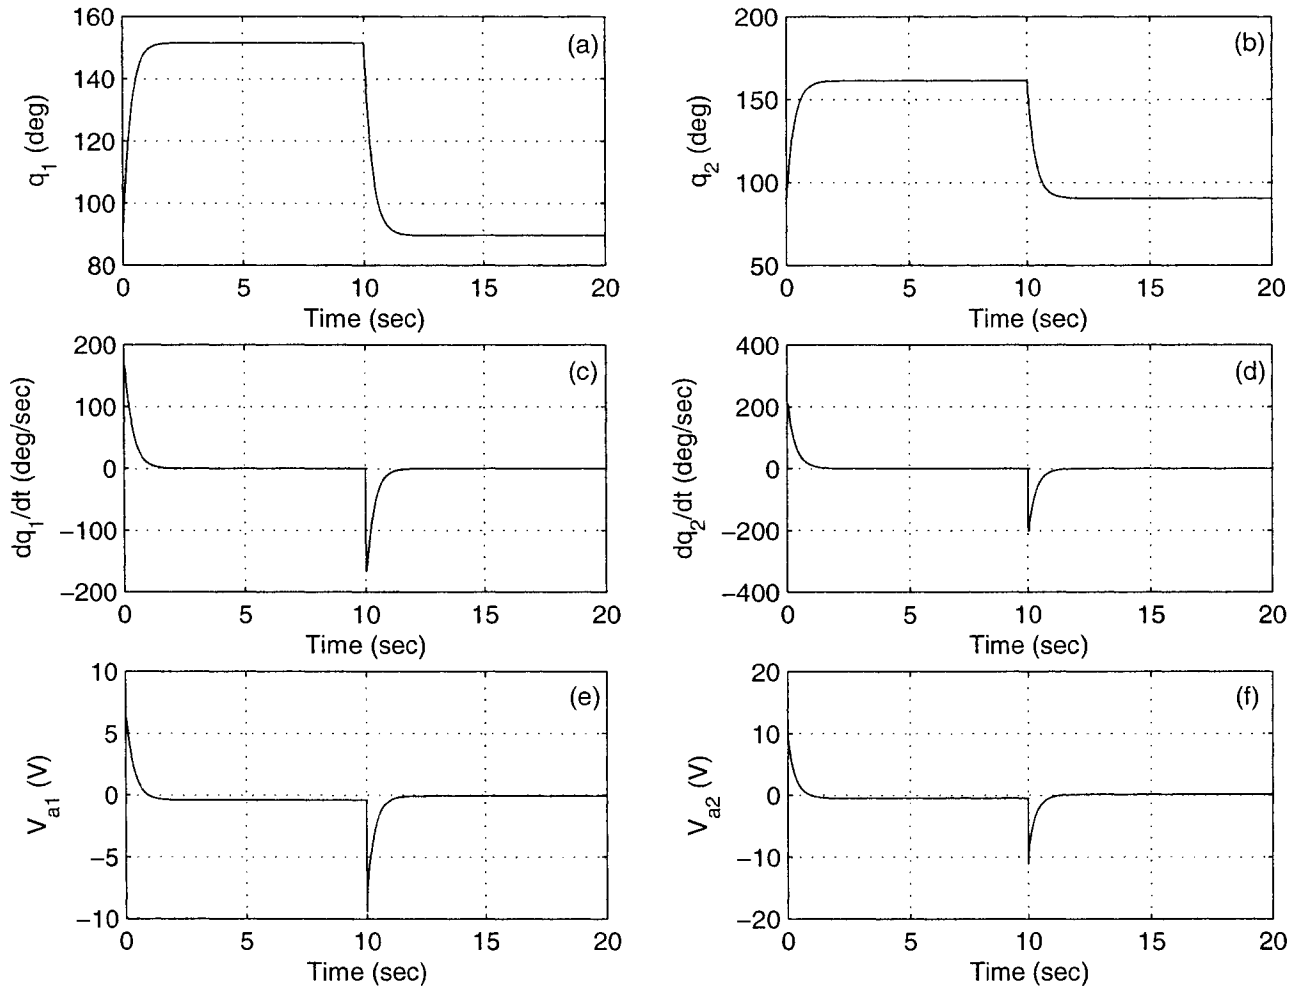 160
140
120
100
80
q1 (deg)
(a)
0 5 10 15 20
Time (sec)
200
150
100
50
q2 (deg)
(b)
0 5 10 15 20
Time (sec)
200
100
0
−100
−200
dq1/dt (deg/sec)
(c)
0 5 10 15 20
Time (sec)
400
200
0
−200
−400
dq2/dt (deg/sec)
(d)
0 5 10 15 20
Time (sec)
10
5
0
−5
−10
Va1 (V)
(e)
0 5 10 15 20
Time (sec)
20
10
0
−10
−20
Va2 (V)
(f)
0 5 10 15 20
Time (sec)